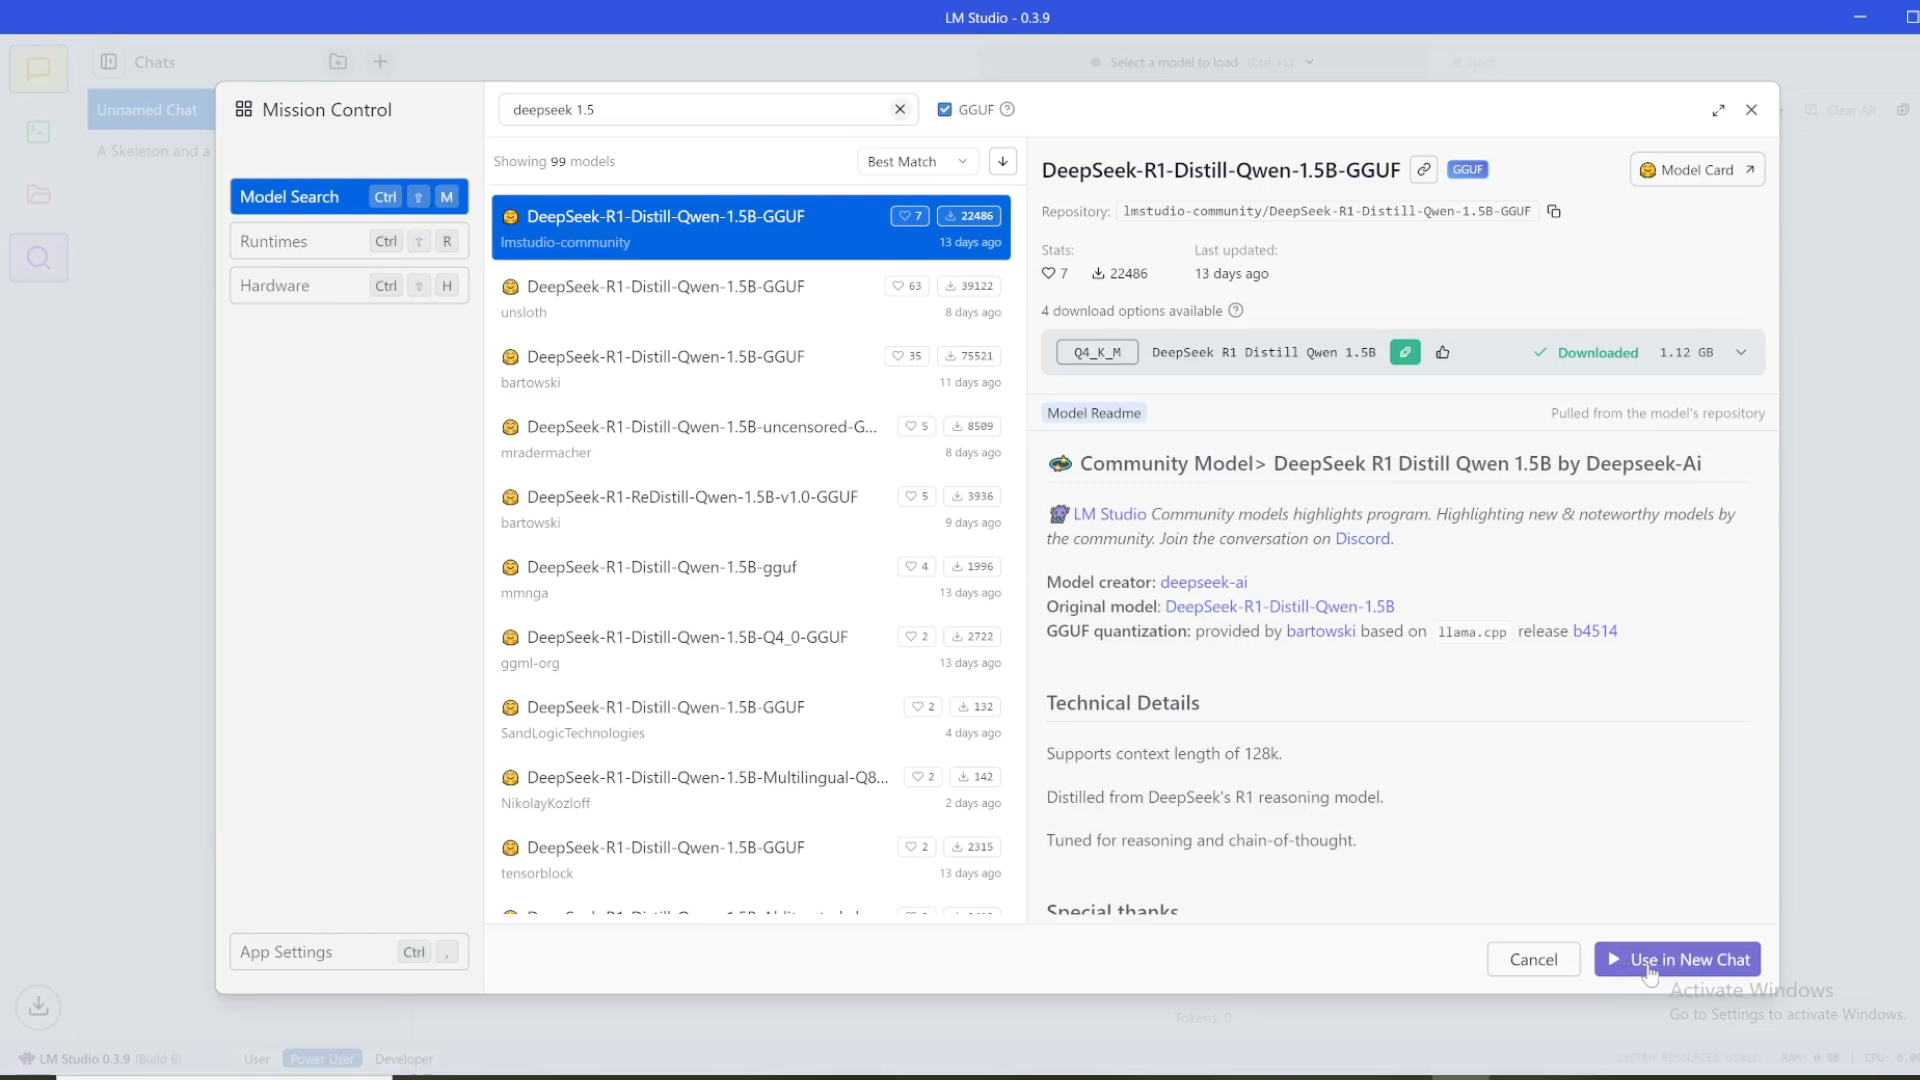 LM Studio - 0.3.9
Chats
Select a model to load (Ctrl + L)
Eject
Unnamed Chat
A Skeleton and a
Clear All
Mission Control
Model Search Ctrl ⇧ M
Runtimes Ctrl ⇧ R
Hardware Ctrl ⇧ H
App Settings Ctrl ,
deepseek 1.5
GGUF
Showing 99 models
Best Match
DeepSeek-R1-Distill-Qwen-1.5B-GGUF 7 22486
lmstudio-community 13 days ago
DeepSeek-R1-Distill-Qwen-1.5B-GGUF 63 39122
unsloth 8 days ago
DeepSeek-R1-Distill-Qwen-1.5B-GGUF 35 75521
bartowski 11 days ago
DeepSeek-R1-Distill-Qwen-1.5B-uncensored-G... 5 8509
mradermacher 8 days ago
DeepSeek-R1-ReDistill-Qwen-1.5B-v1.0-GGUF 5 3936
bartowski 9 days ago
DeepSeek-R1-Distill-Qwen-1.5B-gguf 4 1996
mmnga 13 days ago
DeepSeek-R1-Distill-Qwen-1.5B-Q4_0-GGUF 2 2722
ggml-org 13 days ago
DeepSeek-R1-Distill-Qwen-1.5B-GGUF 2 132
SandLogicTechnologies 4 days ago
DeepSeek-R1-Distill-Qwen-1.5B-Multilingual-Q8... 2 142
NikolayKozloff 2 days ago
DeepSeek-R1-Distill-Qwen-1.5B-GGUF 2 2315
tensorblock 13 days ago
DeepSeek-R1-Distill-Qwen-1.5B-GGUF GGUF
Model Card
Repository: lmstudio-community/DeepSeek-R1-Distill-Qwen-1.5B-GGUF
Stats: Last updated:
7 22486 13 days ago
4 download options available
Q4_K_M DeepSeek R1 Distill Qwen 1.5B Downloaded 1.12 GB
Model Readme Pulled from the model's repository
Community Model> DeepSeek R1 Distill Qwen 1.5B by Deepseek-Ai
LM Studio Community models highlights program. Highlighting new & noteworthy models by
the community. Join the conversation on Discord.
Model creator: deepseek-ai
Original model: DeepSeek-R1-Distill-Qwen-1.5B
GGUF quantization: provided by bartowski based on llama.cpp release b4514
Technical Details
Supports context length of 128k.
Distilled from DeepSeek's R1 reasoning model.
Tuned for reasoning and chain-of-thought.
Special thanks
Cancel
Use in New Chat
Activate Windows
Go to Settings to activate Windows.
Tokens: 0
LM Studio 0.3.9 (Build 6)
User Power User Developer
SYSTEM RESOURCES USAGE: RAM: 0 GB | CPU: 0.0